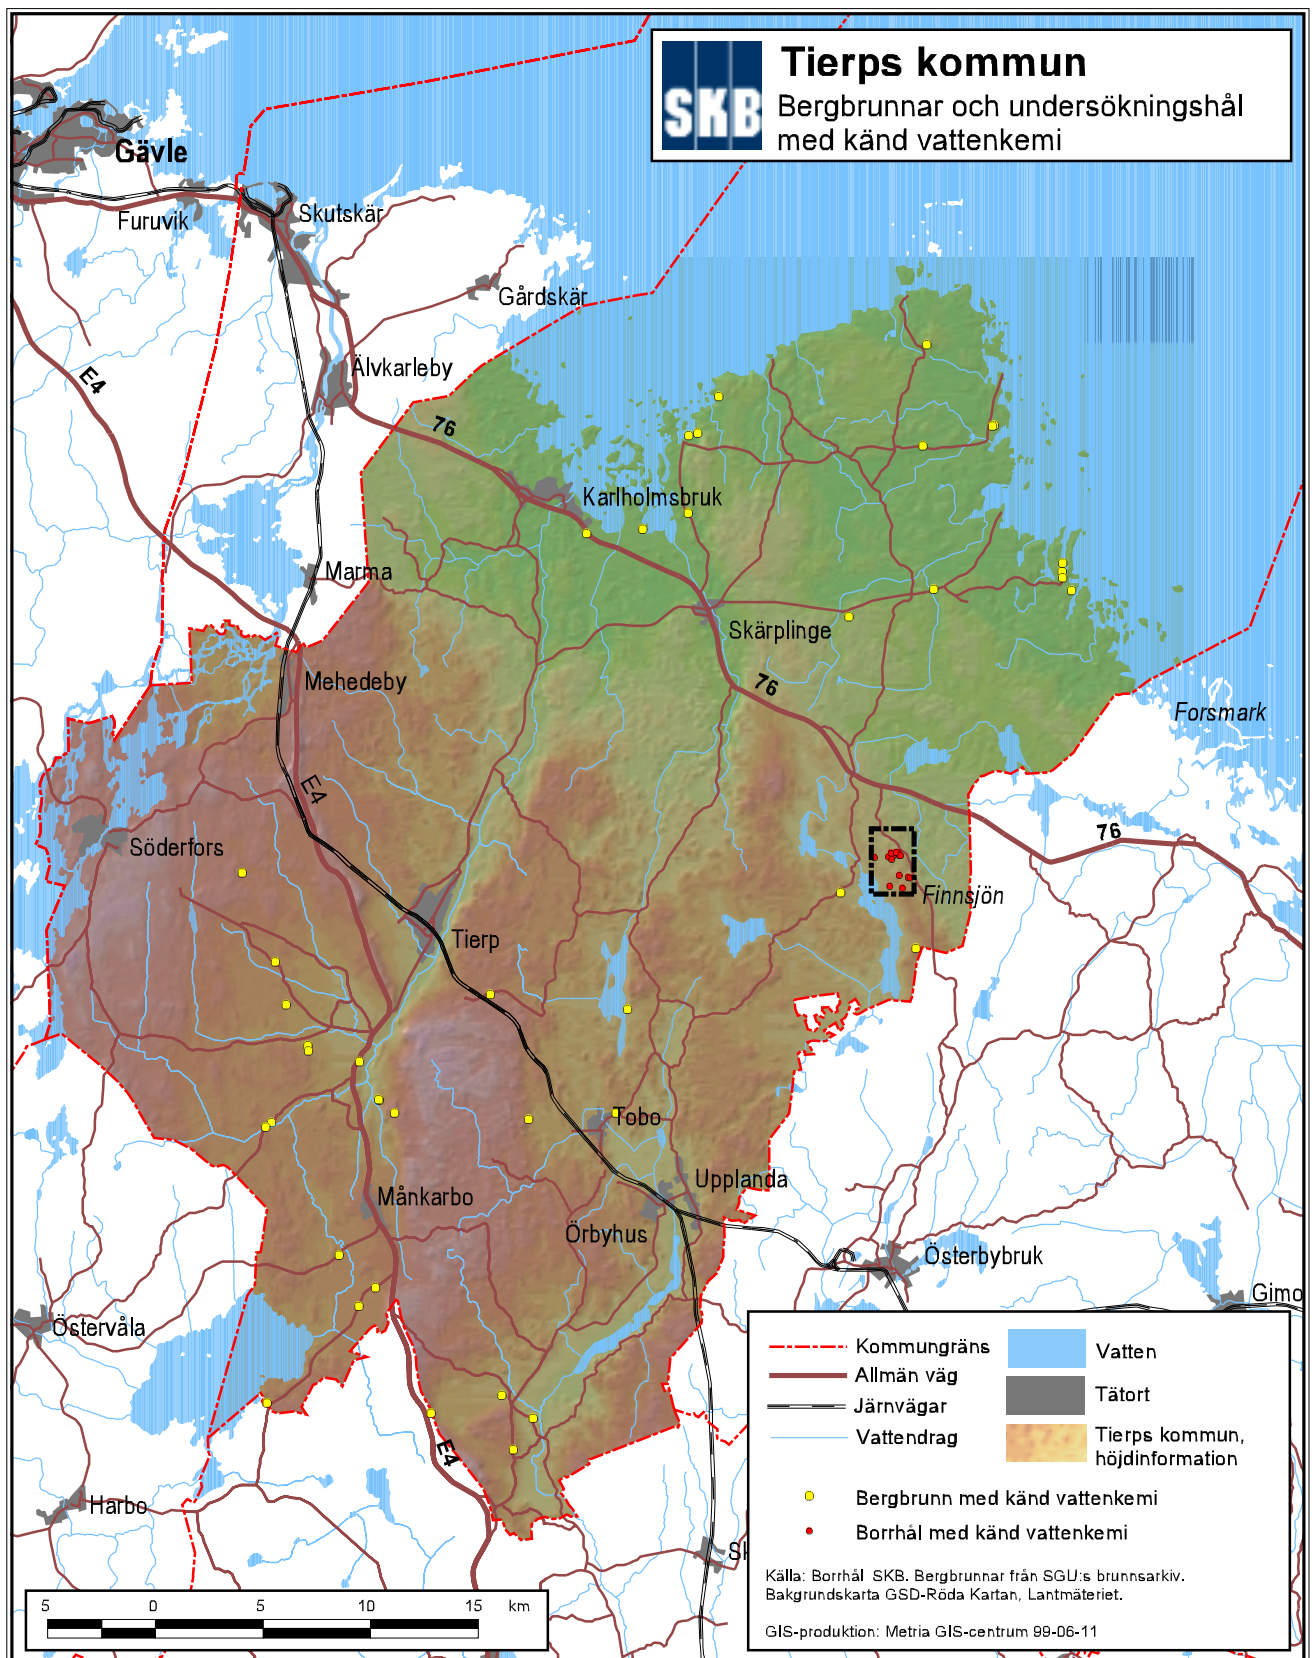 SKB
Tierps kommun
Bergbrunnar och undersökningshål
med känd vattenkemi
Gävle
Furuvik
Skutskär
Gårdskär
Älvkarleby
E4
76
Karlholmsbruk
Marma
Skärplinge
Mehedeby
76
Forsmark
E4
76
Söderfors
Finnsjön
Tierp
Tobo
Upplanda
Månkarbo
Örbyhus
Österbybruk
Gimo
Östervåla
E4
Harbo
Sk
Kommungräns
Allmän väg
Järnvägar
Vattendrag
Vatten
Tätort
Tierps kommun,
höjdinformation
Bergbrunn med känd vattenkemi
Borrhål med känd vattenkemi
Källa: Borrhål SKB. Bergbrunnar från SGU:s brunnsarkiv.
Bakgrundskarta GSD-Röda Kartan, Lantmäteriet.
GIS-produktion: Metria GIS-centrum 99-06-11
5 0 5 10 15 km